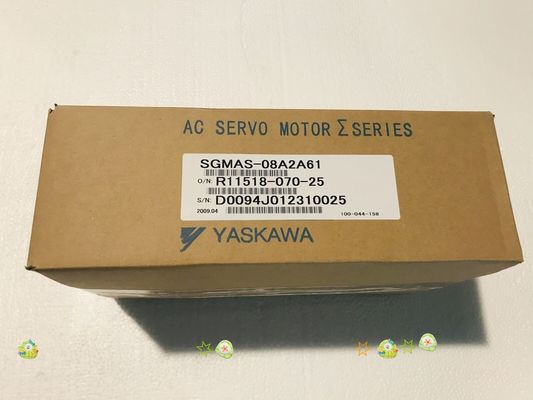 AC SERVO MOTOR Σ SERIES
SGMAS-08A2A61
O/N: R11518-070-25
S/N: D0094J012310025
2009.04 100-044-158
YASKAWA